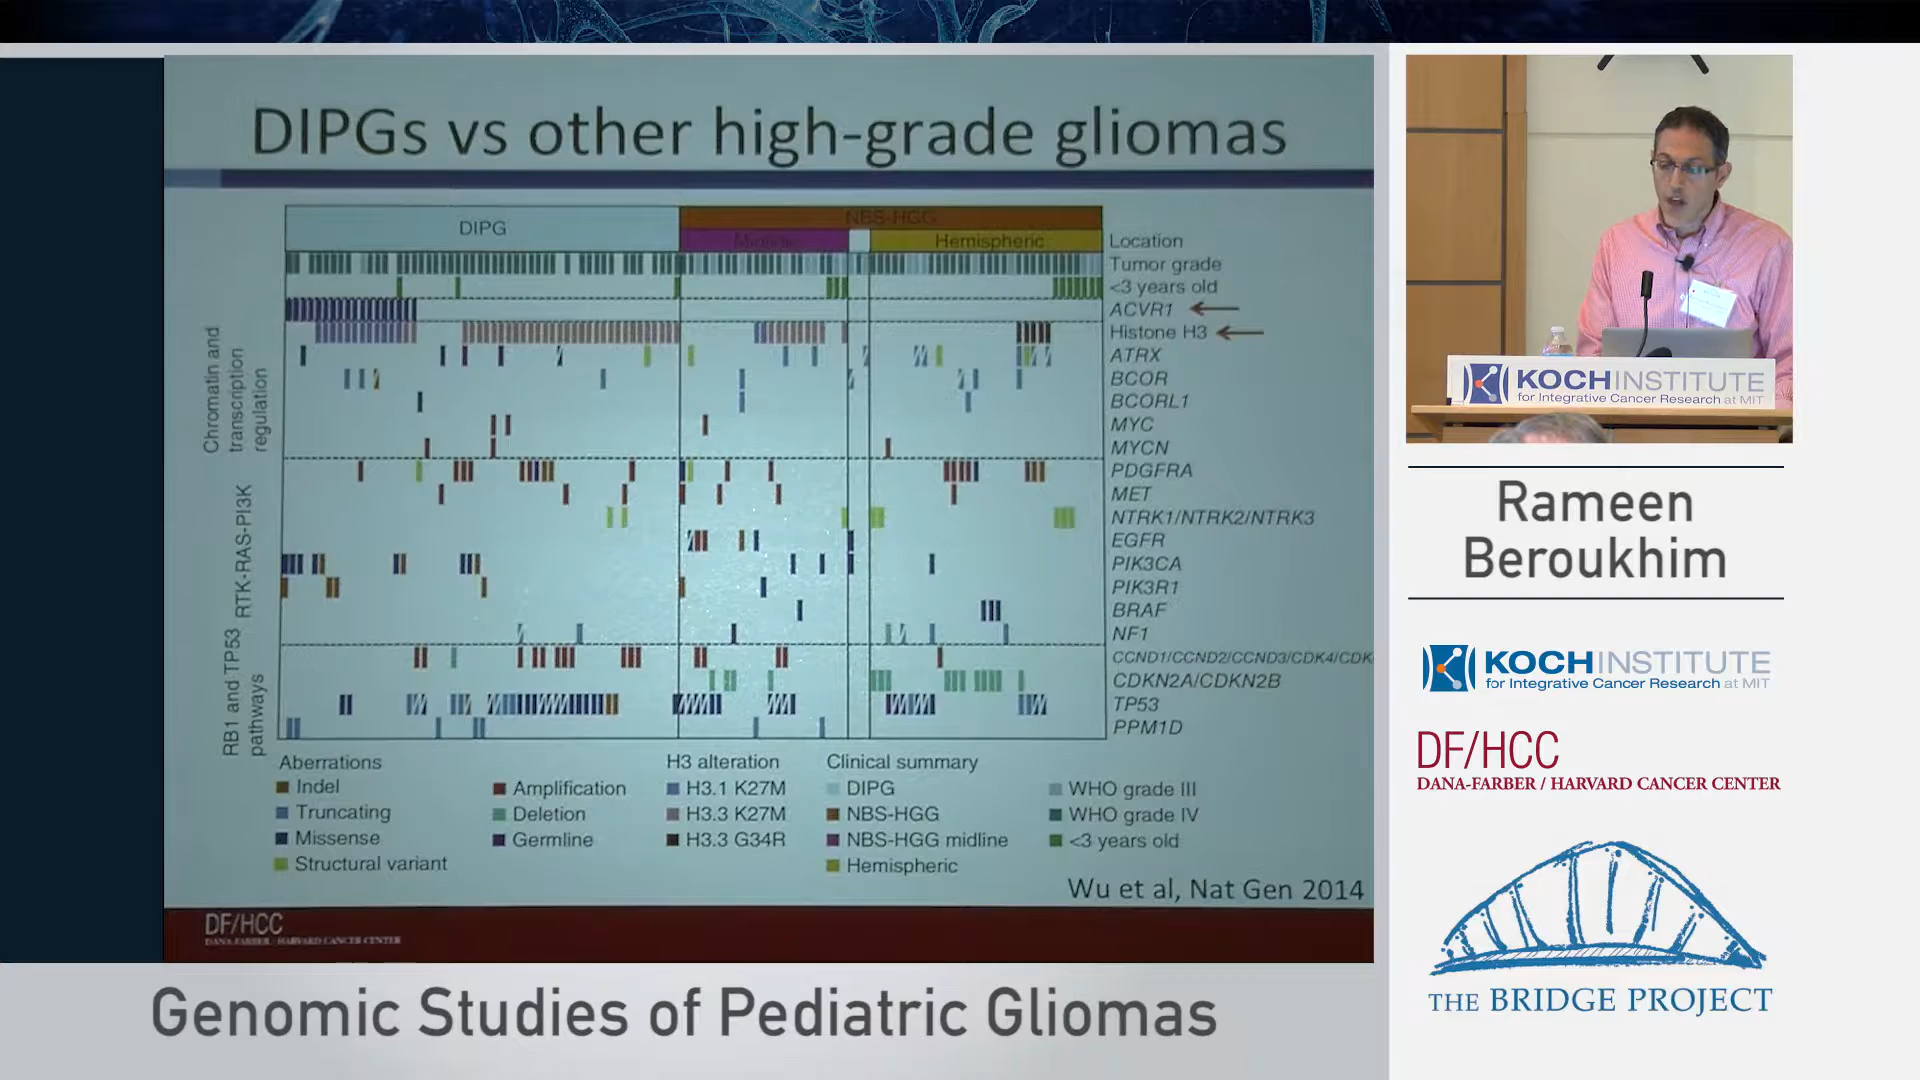 DIPGs vs other high-grade gliomas
DIPG
NBS-HGG
Hemispheric
Location
Tumor grade
<3 years old
ACVR1
Histone H3
ATRX
BCOR
BCORL1
MYC
MYCN
PDGFRA
MET
NTRK1/NTRK2/NTRK3
EGFR
PIK3CA
PIK3R1
BRAF
NF1
CCND1/CCND2/CCND3/CDK4/CDK
CDKN2A/CDKN2B
TP53
PPM1D
Chromatin and
transcription
regulation
RTK-RAS-PI3K
RB1 and TP53
pathways
Aberrations
Indel
Truncating
Missense
Structural variant
Amplification
Deletion
Germline
H3 alteration
H3.1 K27M
H3.3 K27M
H3.3 G34R
Clinical summary
DIPG
NBS-HGG
NBS-HGG midline
Hemispheric
WHO grade III
WHO grade IV
<3 years old
Wu et al, Nat Gen 2014
DF/HCC
DANA-FARBER / HARVARD CANCER CENTER
Genomic Studies of Pediatric Gliomas
KOCH INSTITUTE
for Integrative Cancer Research at MIT
Rameen
Beroukhim
KOCH INSTITUTE
for Integrative Cancer Research at MIT
DF/HCC
DANA-FARBER / HARVARD CANCER CENTER
THE BRIDGE PROJECT